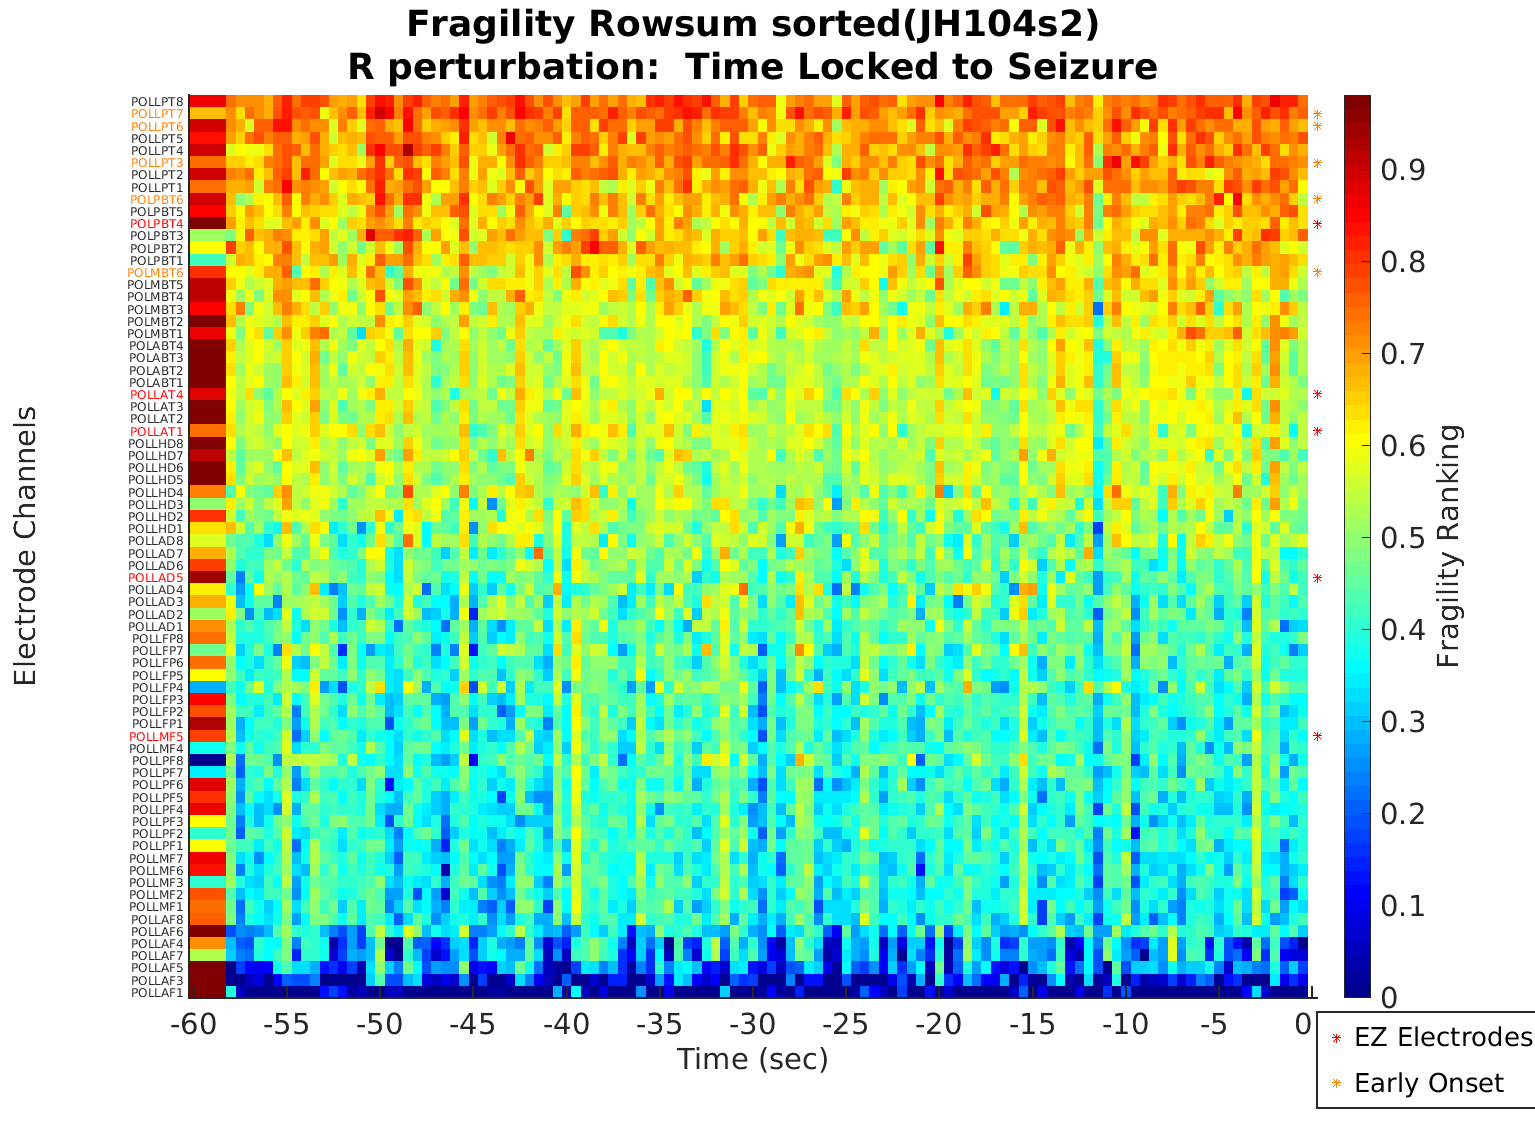 Fragility Rowsum sorted(JH104s2)
R perturbation:  Time Locked to Seizure
Electrode Channels
POLLPT8
POLLPT7
POLLPT6
POLLPT5
POLLPT4
POLLPT3
POLLPT2
POLLPT1
POLPBT6
POLPBT5
POLPBT4
POLPBT3
POLPBT2
POLPBT1
POLMBT6
POLMBT5
POLMBT4
POLMBT3
POLMBT2
POLMBT1
POLABT4
POLABT3
POLABT2
POLABT1
POLLAT4
POLLAT3
POLLAT2
POLLAT1
POLLHD8
POLLHD7
POLLHD6
POLLHD5
POLLHD4
POLLHD3
POLLHD2
POLLHD1
POLLAD8
POLLAD7
POLLAD6
POLLAD5
POLLAD4
POLLAD3
POLLAD2
POLLAD1
POLLFP8
POLLFP7
POLLFP6
POLLFP5
POLLFP4
POLLFP3
POLLFP2
POLLFP1
POLLMF5
POLLMF4
POLLPF8
POLLPF7
POLLPF6
POLLPF5
POLLPF4
POLLPF3
POLLPF2
POLLPF1
POLLMF7
POLLMF6
POLLMF3
POLLMF2
POLLMF1
POLLAF8
POLLAF6
POLLAF4
POLLAF7
POLLAF5
POLLAF3
POLLAF1
-60 -55 -50 -45 -40 -35 -30 -25 -20 -15 -10 -5 0
Time (sec)
0.9
0.8
0.7
0.6
0.5
0.4
0.3
0.2
0.1
0
Fragility Ranking
EZ Electrodes
Early Onset